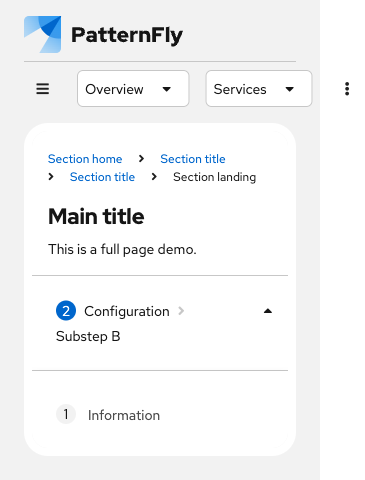 PatternFly
Overview Services
Section home Section title
Section title Section landing
Main title
This is a full page demo.
2 Configuration
Substep B
1 Information